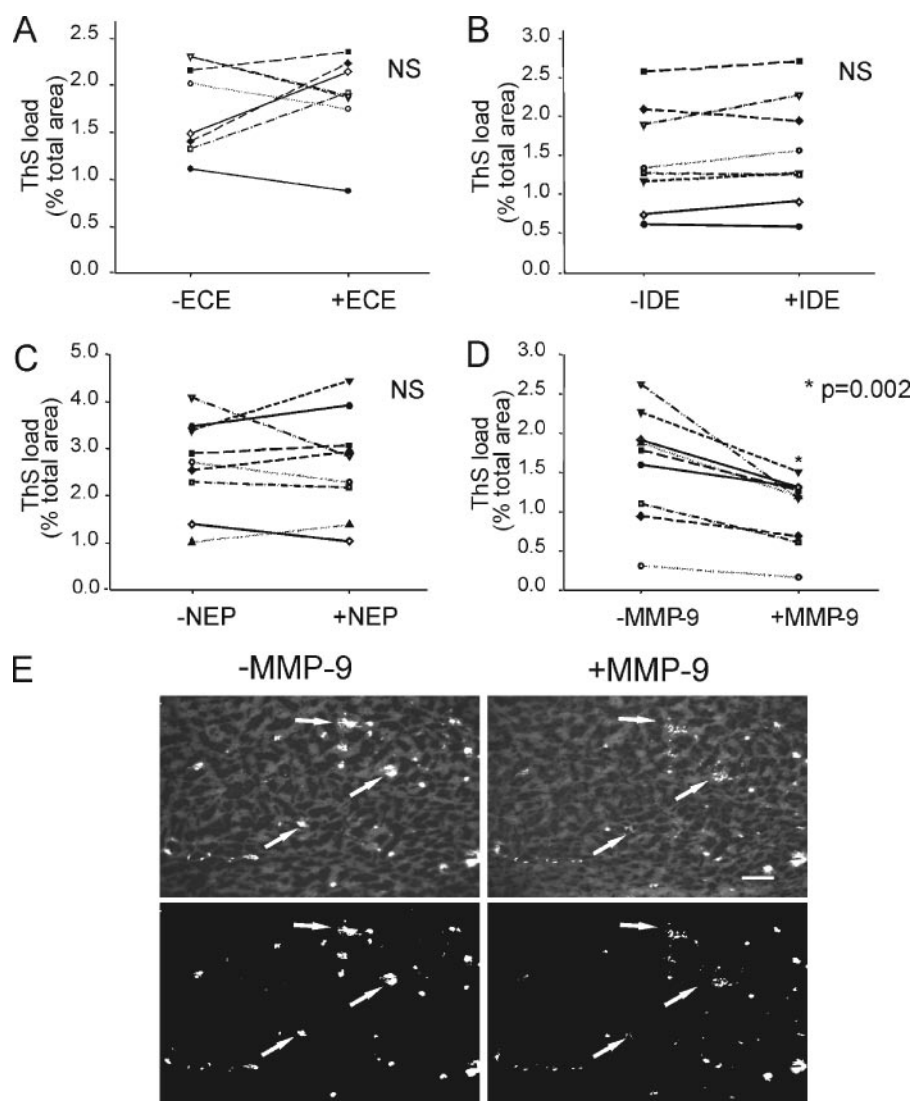 A
ThS load
(% total area)
2.5
2.0
1.5
1.0
0.5
0.0
NS
-ECE +ECE
B
ThS load
(% total area)
3.0
2.5
2.0
1.5
1.0
0.5
0.0
NS
-IDE +IDE
C
ThS load
(% total area)
5.0
4.0
3.0
2.0
1.0
0.0
NS
-NEP +NEP
D
ThS load
(% total area)
3.0
2.5
2.0
1.5
1.0
0.5
0.0
* p=0.002
*
-MMP-9 +MMP-9
E
-MMP-9 +MMP-9